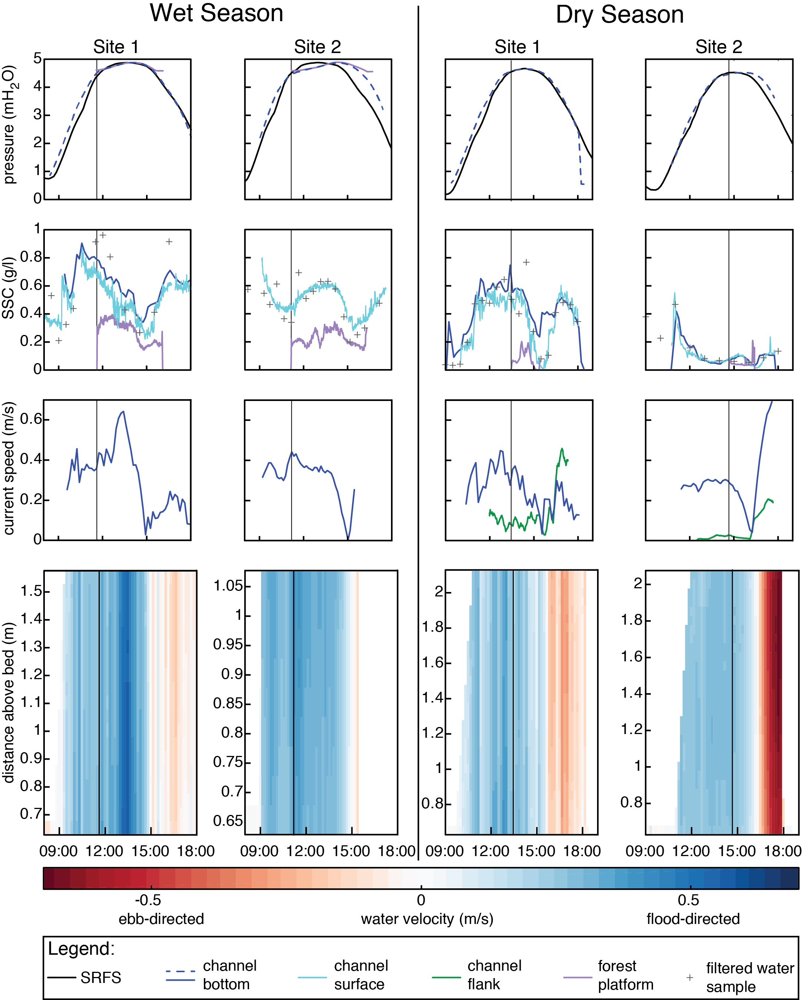 Wet Season
Dry Season
Site 1
Site 2
Site 1
Site 2
pressure (mH₂O)
5
4
3
2
1
0
SSC (g/l)
1
0.8
0.6
0.4
0.2
0
current speed (m/s)
0.6
0.4
0.2
0
distance above bed (m)
1.5
1.4
1.3
1.2
1.1
1
0.9
0.8
0.7
1.05
1
0.95
0.9
0.85
0.8
0.75
0.7
0.65
2
1.8
1.6
1.4
1.2
1
0.8
2
1.8
1.6
1.4
1.2
1
0.8
09:00 12:00 15:00 18:00
09:00 12:00 15:00 18:00
09:00 12:00 15:00 18:00
09:00 12:00 15:00 18:00
-0.5 0 0.5
ebb-directed water velocity (m/s) flood-directed
Legend:
SRFS
channel
bottom
channel
surface
channel
flank
forest
platform
filtered water
sample